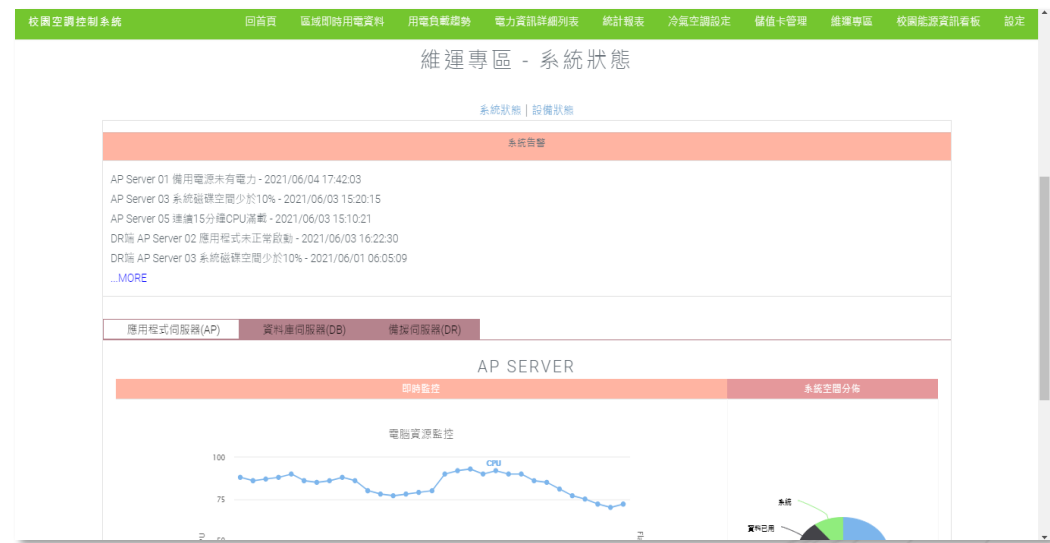 校園空調控制系統 回首頁 區域即時用電資料 用電負載趨勢 電力資訊詳細列表 統計報表 冷氣空調設定 儲值卡管理 維運專區 校園能源資訊看板 設定
維運專區 - 系統狀態
系統狀態 | 設備狀態
系統告警
AP Server 01 備用電源未有電力 - 2021/06/04 17:42:03
AP Server 03 系統磁碟空間少於10% - 2021/06/03 15:20:15
AP Server 05 連續15分鐘CPU滿載 - 2021/06/03 15:10:21
DR端 AP Server 02 應用程式未正常啟動 - 2021/06/03 16:22:30
DR端 AP Server 03 系統磁碟空間少於10% - 2021/06/01 06:05:09
...MORE
應用程式伺服器(AP) 資料庫伺服器(DB) 備援伺服器(DR)
AP SERVER
即時監控 系統空間分佈
電腦資源監控
100
CPU
75
系統
資料已用
50